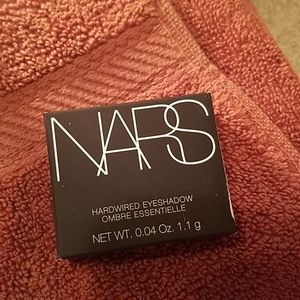 NARS
HARDWIRED EYESHADOW
OMBRE ESSENTIELLE
NET WT. 0.04 Oz. 1.1 g